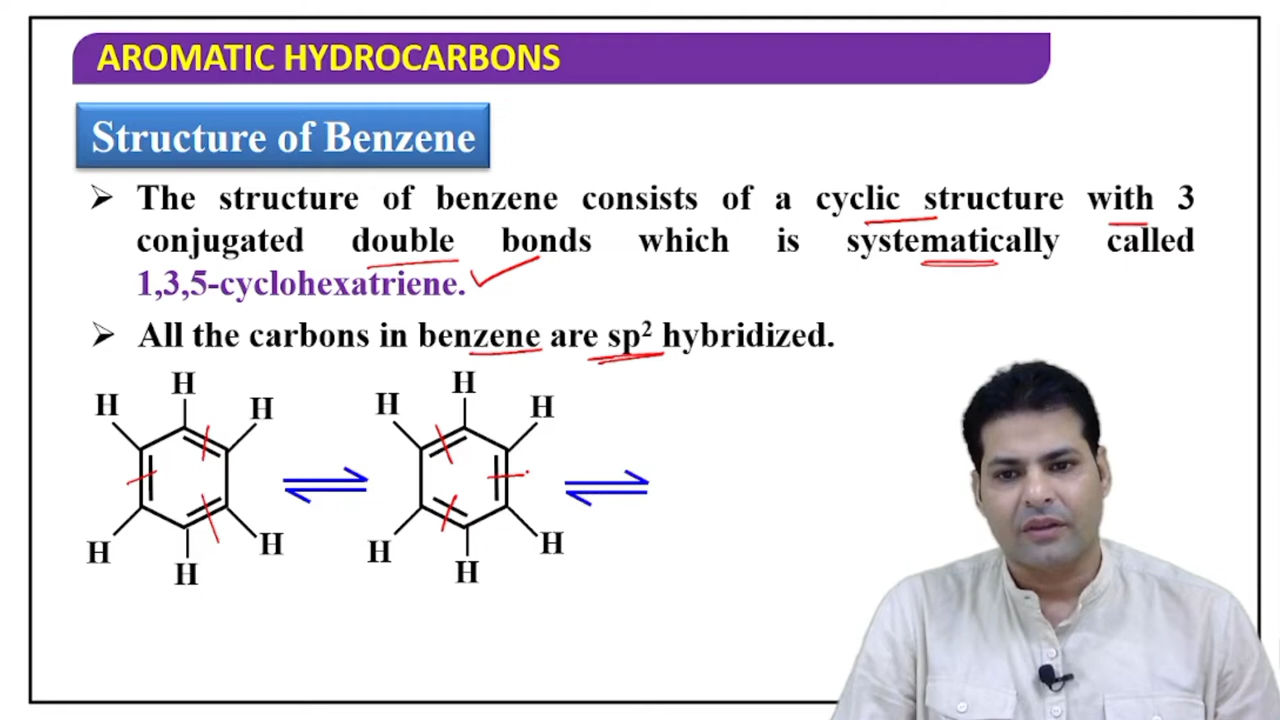 AROMATIC HYDROCARBONS
Structure of Benzene
➢ The structure of benzene consists of a cyclic structure with 3
conjugated double bonds which is systematically called
1,3,5-cyclohexatriene.
➢ All the carbons in benzene are sp² hybridized.
H H
H H H H
H H H H
H H